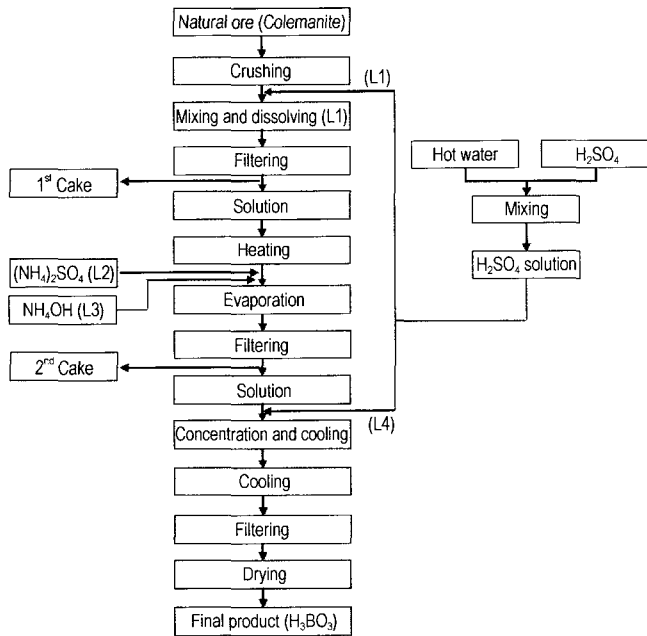 Natural ore (Colemanite)
Crushing
(L1)
Mixing and dissolving (L1)
Filtering
1st Cake
Solution
Heating
(NH4)2SO4 (L2)
NH4OH (L3)
Evaporation
Filtering
2nd Cake
Solution
(L4)
Concentration and cooling
Cooling
Filtering
Drying
Final product (H3BO3)
Hot water
H2SO4
Mixing
H2SO4 solution